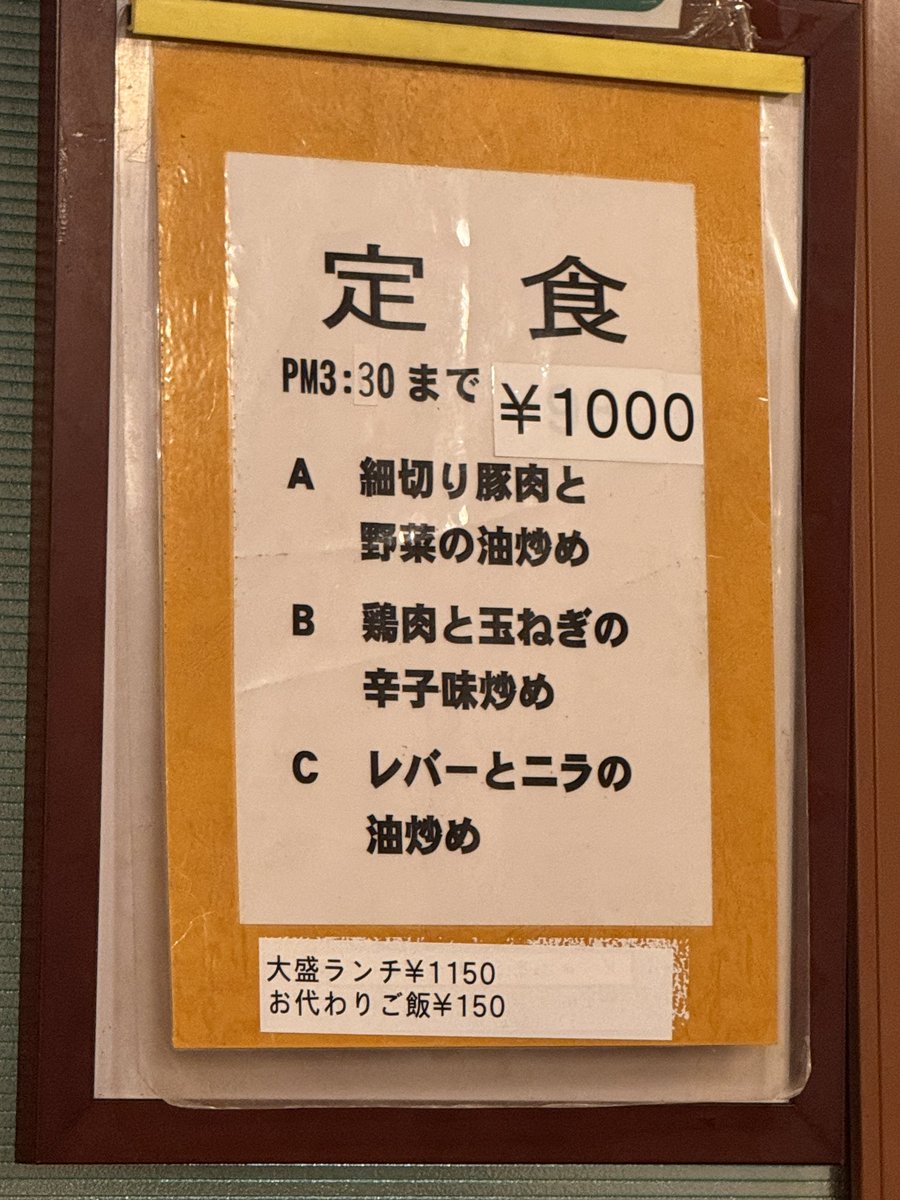 定食
PM3:30まで ¥1000
A 細切り豚肉と
野菜の油炒め
B 鶏肉と玉ねぎの
辛子味炒め
C レバーとニラの
油炒め
大盛ランチ¥1150
お代わりご飯¥150